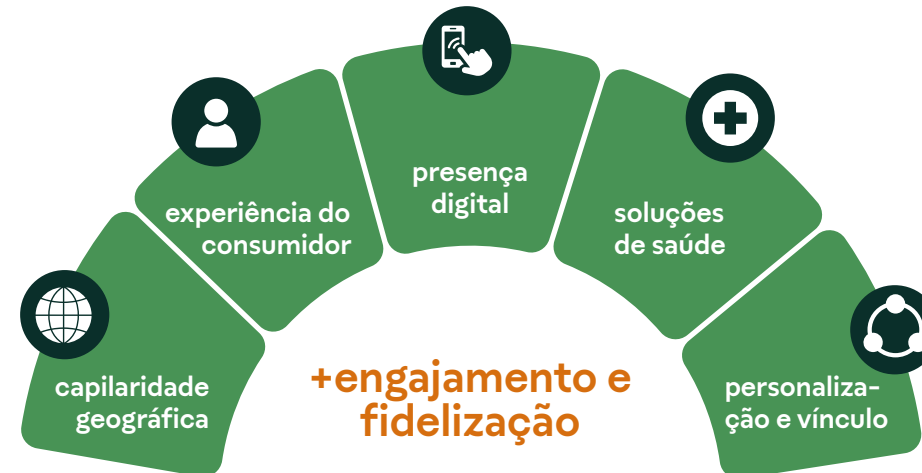 capilaridade
geográfica
experiência do
consumidor
presença
digital
soluções
de saúde
personaliza-
ção e vínculo
+engajamento e
fidelização